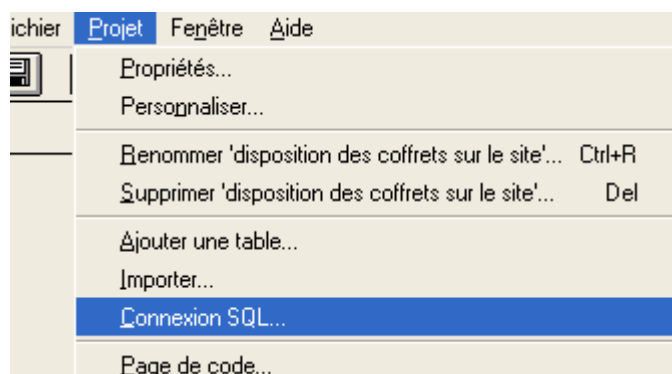 ichier Projet Fenêtre Aide
Propriétés...
Personnaliser...
Renommer 'disposition des coffrets sur le site'... Ctrl+R
Supprimer 'disposition des coffrets sur le site'... Del
Ajouter une table...
Importer...
Connexion SQL...
Page de code...